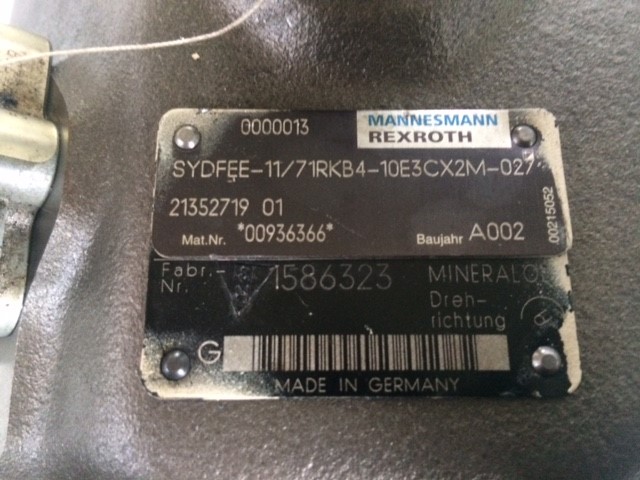 0000013
MANNESMANN
REXROTH
SYDFEE-11/71RKB4-10E3CX2M-027
21352719 01
Mat.Nr. *00936366*
Baujahr A002
00215052
Fabr.-
Nr. 1586323
Dreh-
richtung
G
MADE IN GERMANY